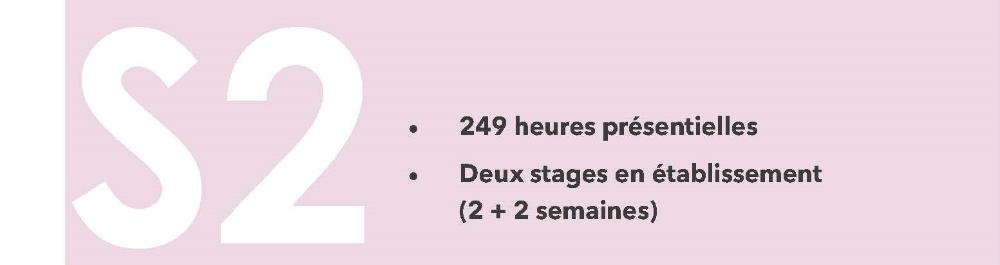 S2
• 249 heures présentielles
• Deux stages en établissement
(2 + 2 semaines)